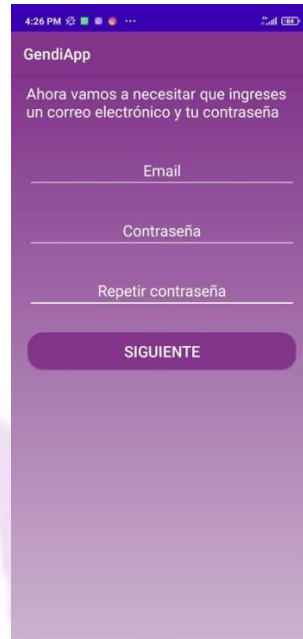 4:26 PM
84
GendiApp
Ahora vamos a necesitar que ingreses
un correo electrónico y tu contraseña
Email
Contraseña
Repetir contraseña
SIGUIENTE